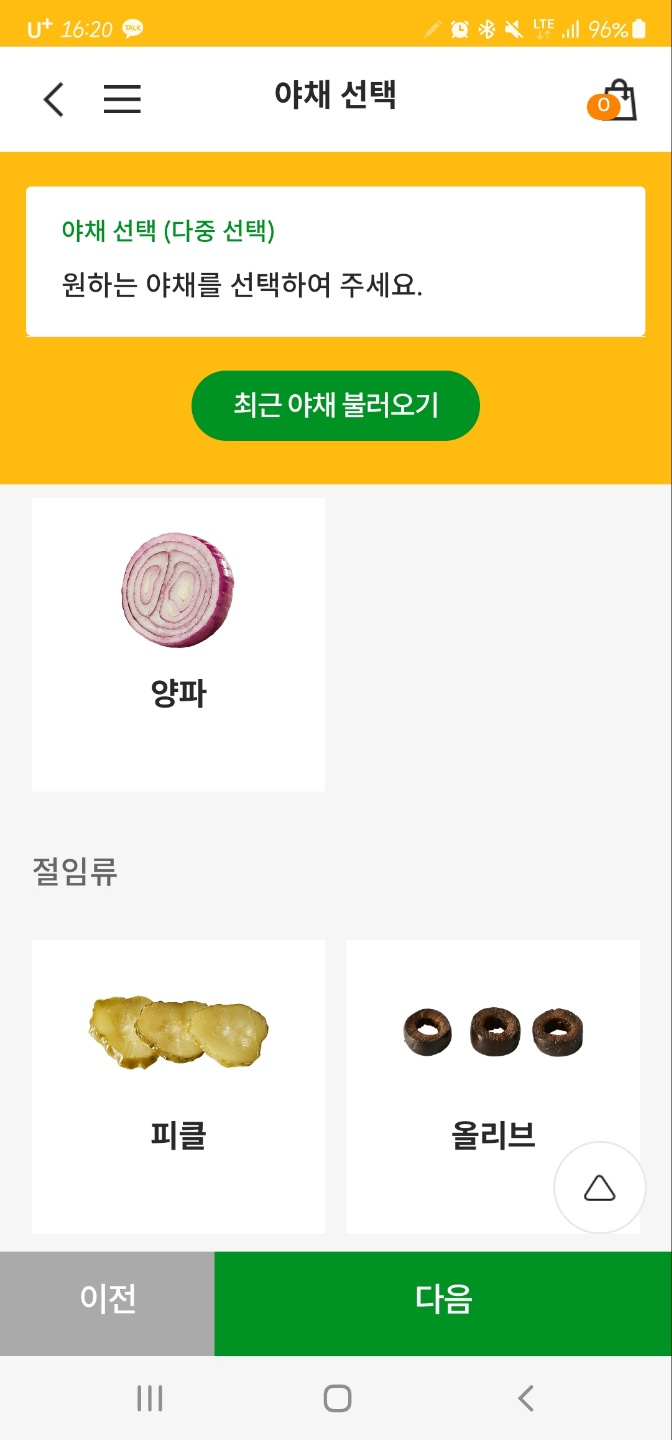 U+ 16:20 TALK LTE 96%
야채 선택
0
야채 선택 (다중 선택)
원하는 야채를 선택하여 주세요.
최근 야채 불러오기
양파
절임류
피클 올리브
이전 다음